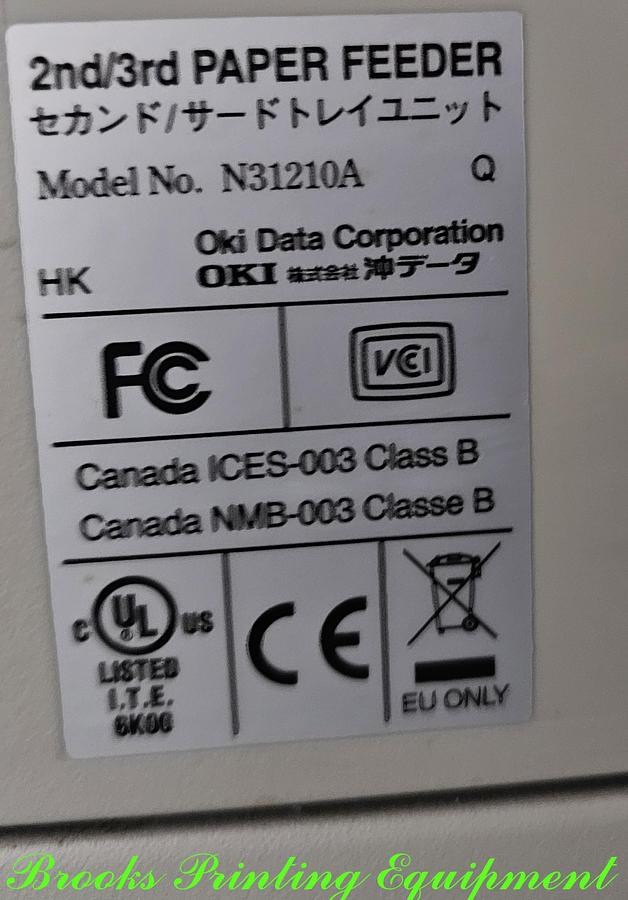 2nd/3rd PAPER FEEDER
セカンド/サードトレイユニット
Model No. N31210A Q
Oki Data Corporation
HK OKI 株式会社 沖データ
FC VCCI
Canada ICES-003 Class B
Canada NMB-003 Classe B
C UL ® US CE
LISTED
I.T.E.
EU ONLY
Brooks Printing Equipment